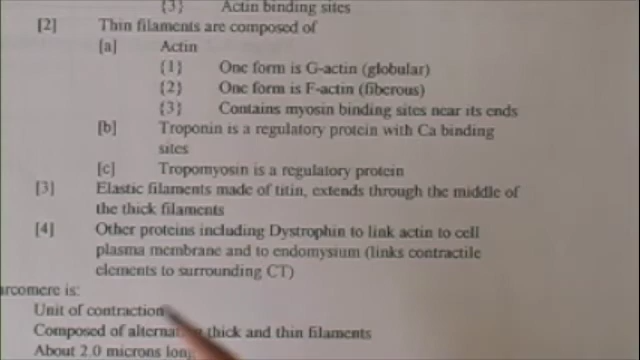 {3} Actin binding sites
[2] Thin filaments are composed of
[a] Actin
{1} One form is G-actin (globular)
{2} One form is F-actin (fiberous)
{3} Contains myosin binding sites near its ends
[b] Troponin is a regulatory protein with Ca binding
sites
[c] Tropomyosin is a regulatory protein
[3] Elastic filaments made of titin, extends through the middle of
the thick filaments
[4] Other proteins including Dystrophin to link actin to cell
plasma membrane and to endomysium (links contractile
elements to surrounding CT)
arcomere is:
Unit of contraction
Composed of thick and thin filaments
About 2.0 microns